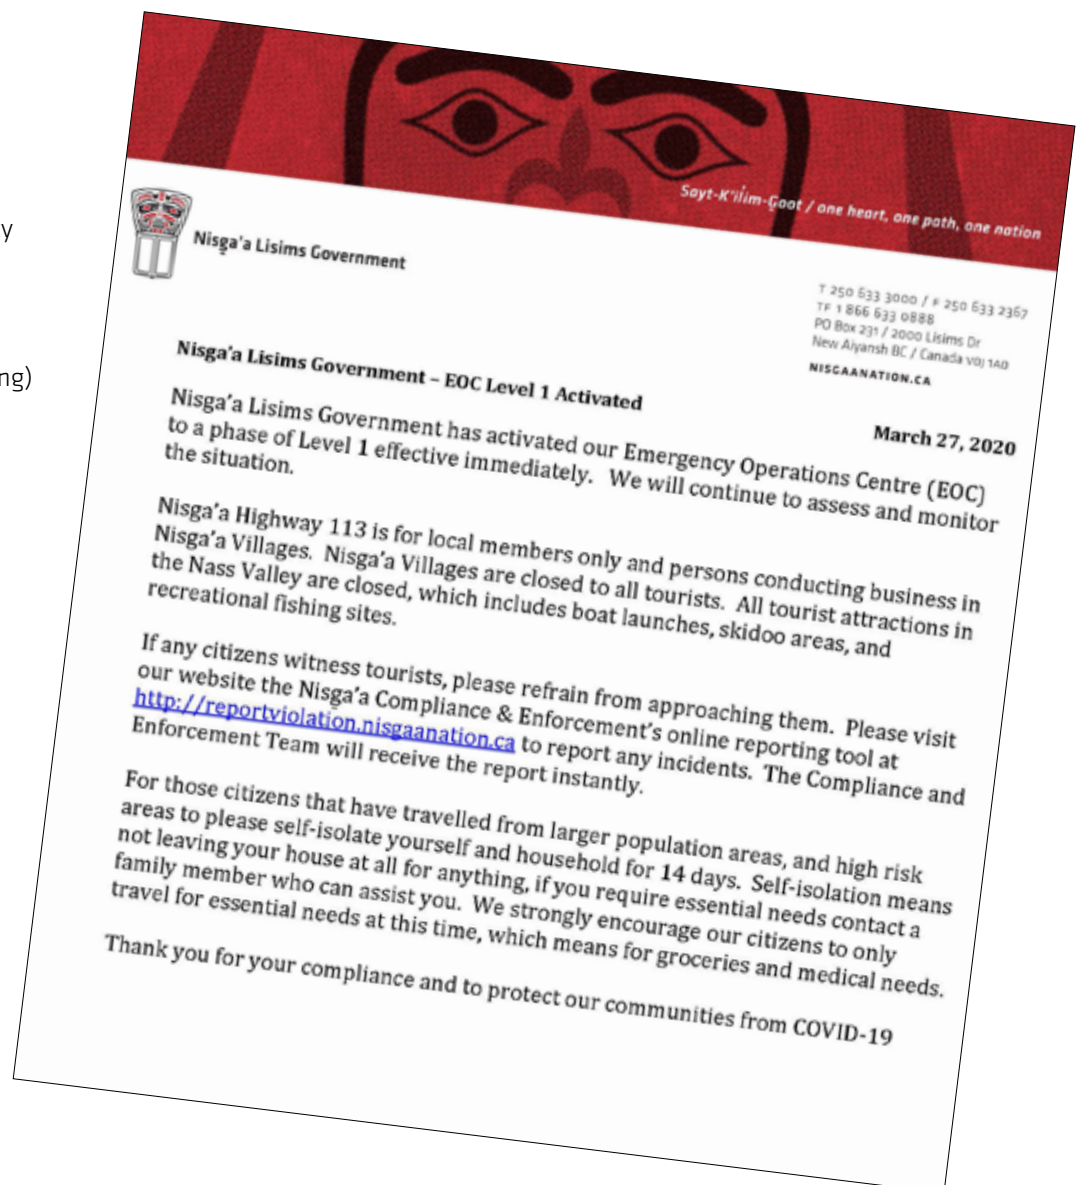 y
ng)
Sayt-K'il̓im-G̱oot / one heart, one path, one nation
Nisg̱a'a Lisims Government
T 250 633 3000 / F 250 633 2367
TF 1 866 633 0888
PO Box 231 / 2000 Lisims Dr
New Aiyansh BC / Canada V0J 1A0
NISGAANATION.CA
Nisga'a Lisims Government – EOC Level 1 Activated
March 27, 2020
Nisga'a Lisims Government has activated our Emergency Operations Centre (EOC)
to a phase of Level 1 effective immediately.   We will continue to assess and monitor
the situation.
Nisga'a Highway 113 is for local members only and persons conducting business in
Nisga'a Villages.  Nisga'a Villages are closed to all tourists.  All tourist attractions in
the Nass Valley are closed, which includes boat launches, skidoo areas, and
recreational fishing sites.
If any citizens witness tourists, please refrain from approaching them.  Please visit
our website the Nisg̱a'a Compliance & Enforcement's online reporting tool at
http://reportviolation.nisgaanation.ca to report any incidents.  The Compliance and
Enforcement Team will receive the report instantly.
For those citizens that have travelled from larger population areas, and high risk
areas to please self-isolate yourself and household for 14 days.  Self-isolation means
not leaving your house at all for anything, if you require essential needs contact a
family member who can assist you.  We strongly encourage our citizens to only
travel for essential needs at this time, which means for groceries and medical needs.
Thank you for your compliance and to protect our communities from COVID-19